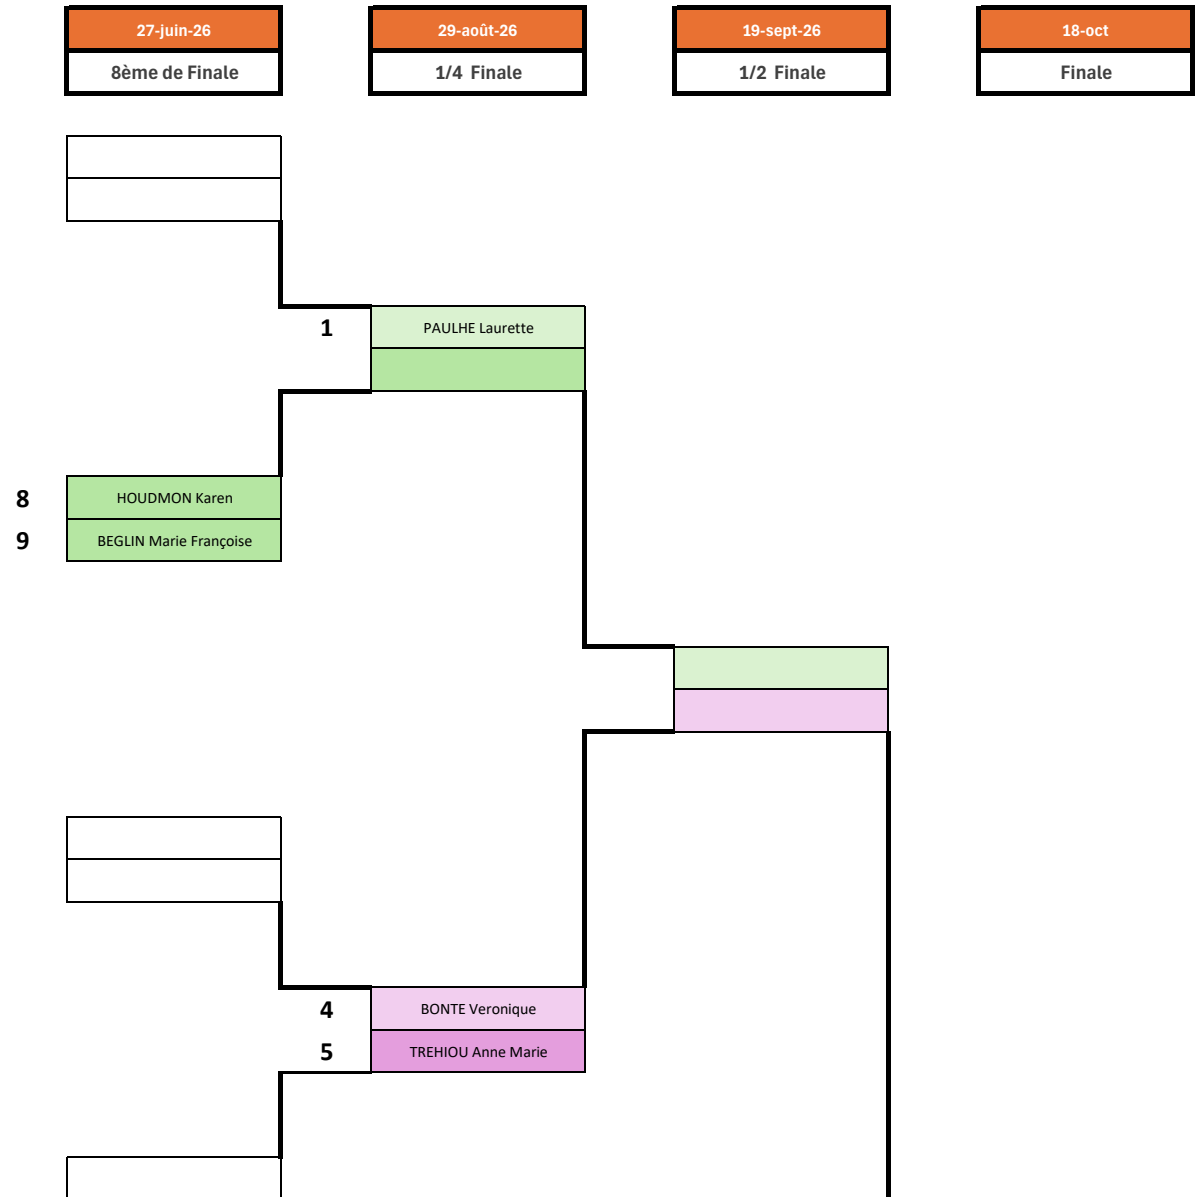 27-juin-26
29-août-26
19-sept-26
18-oct
8ème de Finale
1/4 Finale
1/2 Finale
Finale
1
PAULHE Laurette
8
HOUDMON Karen
9
BEGLIN Marie Françoise
4
BONTE Veronique
5
TREHIOU Anne Marie